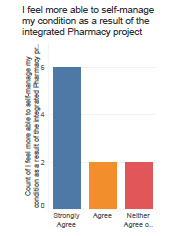 I feel more able to self-manage
my condition as a result of the
integrated Pharmacy project
Count of I feel more able to self-manage my
condition as a result of the integrated Pharmacy pr..
6
4
2
0
Strongly
Agree
Agree
Neither
Agree o..